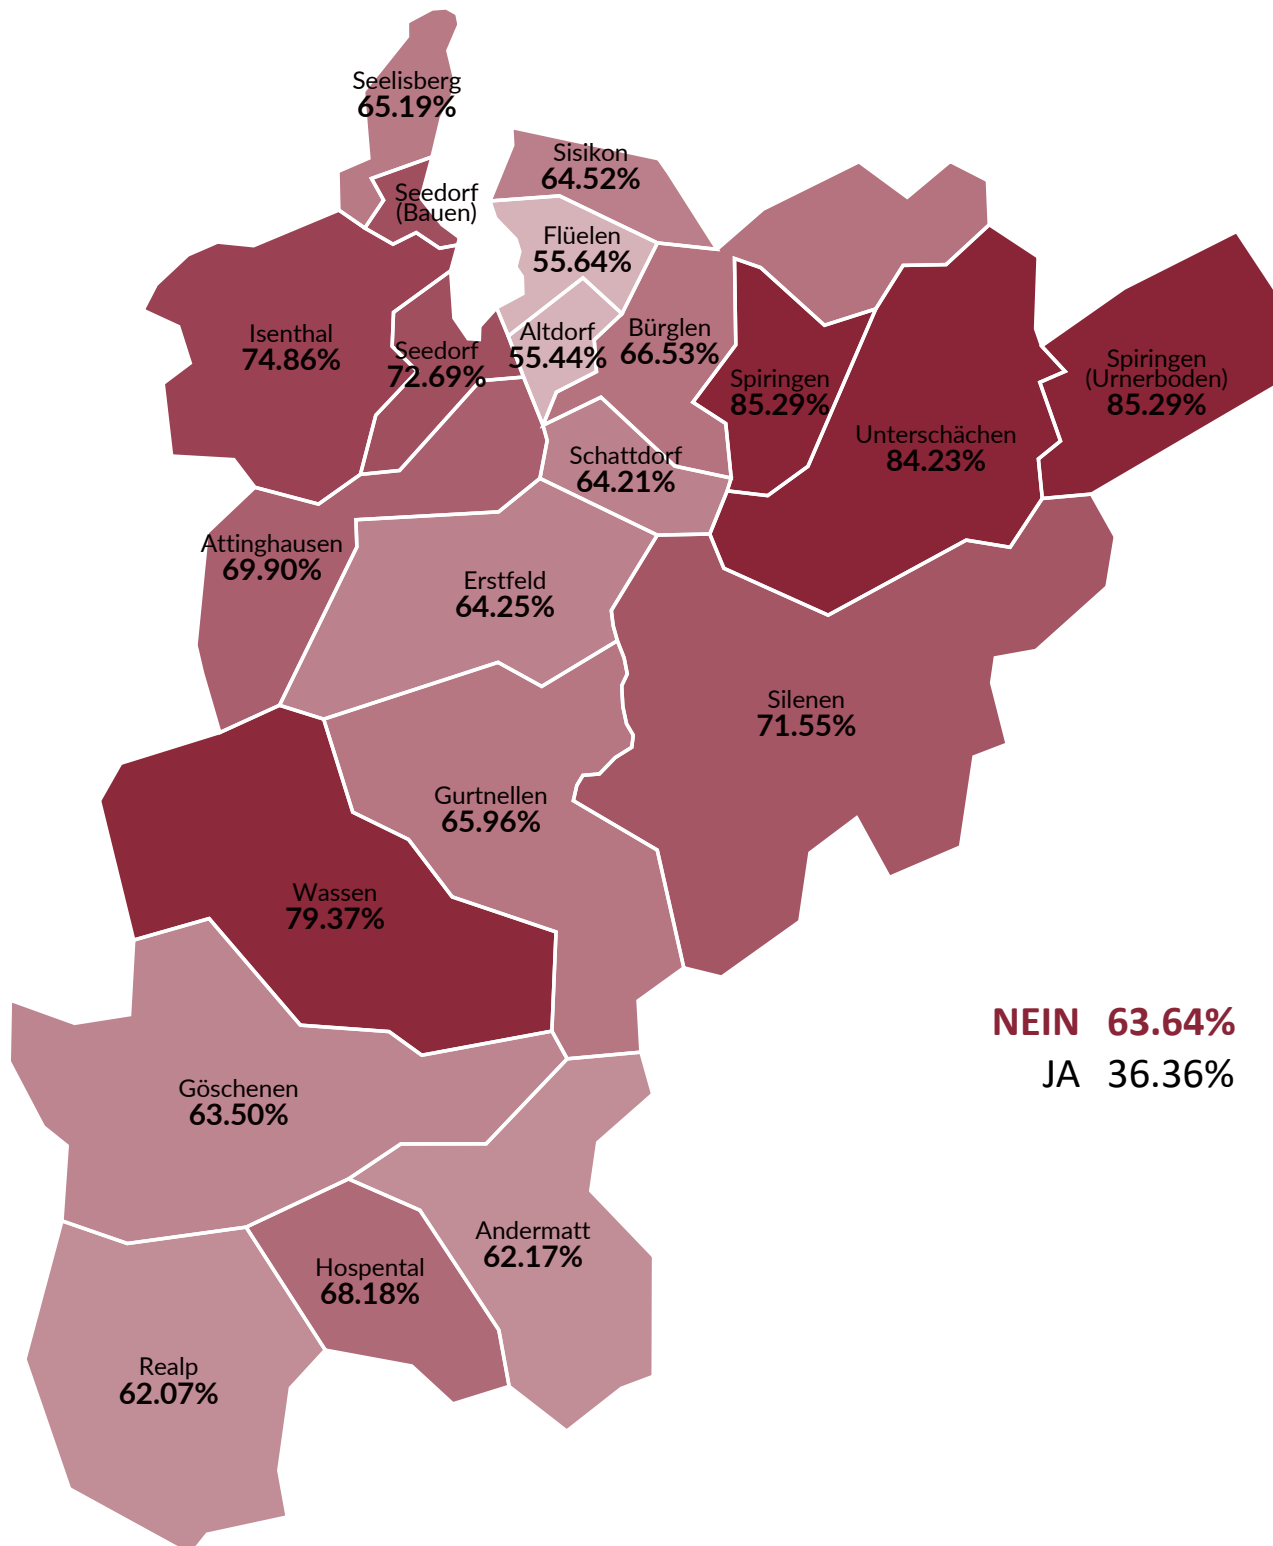 Seelisberg
65.19%
Sisikon
64.52%
Seedorf
(Bauen)
Flüelen
55.64%
Isenthal
74.86%
Seedorf
72.69%
Altdorf
55.44%
Bürglen
66.53%
Spiringen
85.29%
Spiringen
(Urnerboden)
85.29%
Unterschächen
84.23%
Schattdorf
64.21%
Attinghausen
69.90%
Erstfeld
64.25%
Silenen
71.55%
Gurtnellen
65.96%
Wassen
79.37%
NEIN 63.64%
JA 36.36%
Göschenen
63.50%
Andermatt
62.17%
Hospental
68.18%
Realp
62.07%